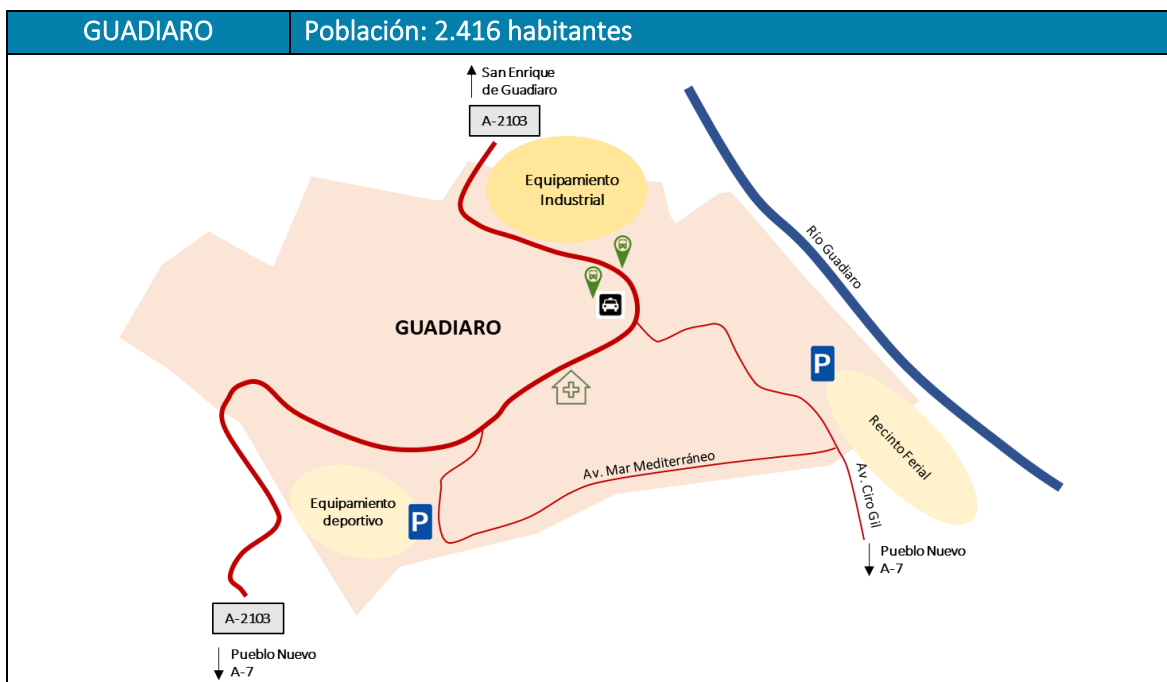 GUADIARO
Población: 2.416 habitantes
San Enrique
de Guadiaro
A-2103
Equipamiento
Industrial
Río Guadiaro
GUADIARO
P
Recinto Ferial
Av. Mar Mediterráneo
Av. Ciro Gil
Equipamiento
deportivo
P
Pueblo Nuevo
A-7
A-2103
Pueblo Nuevo
A-7